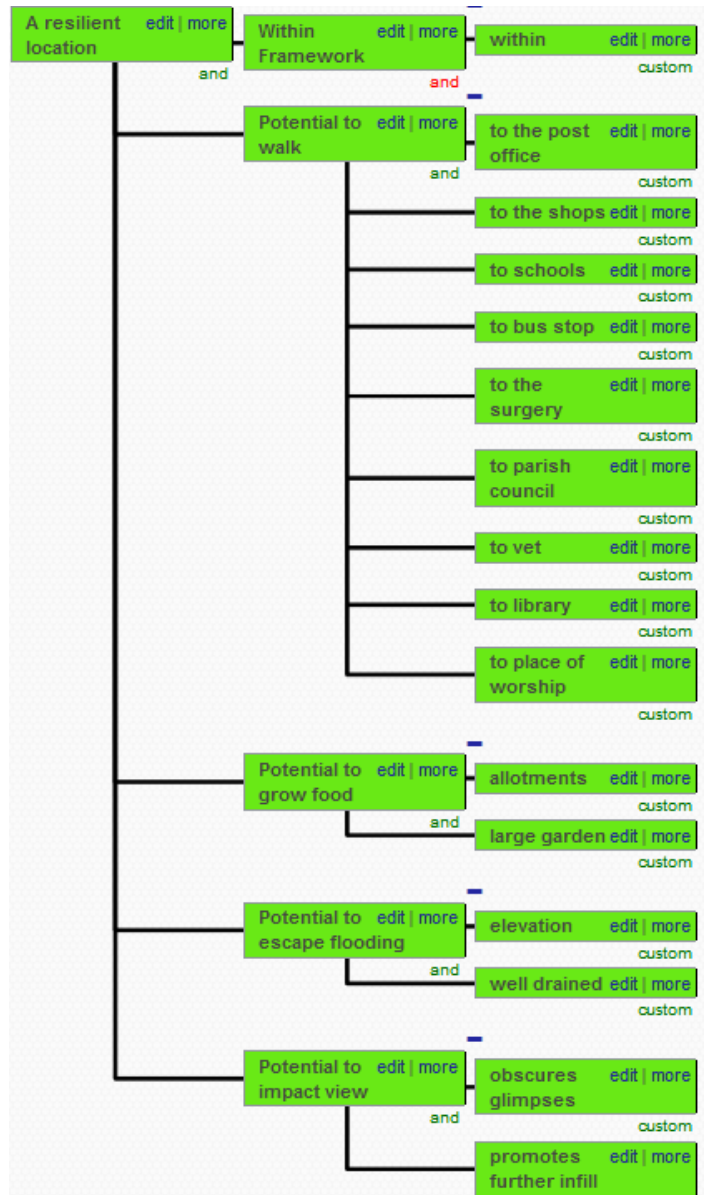 A resilient edit | more
location
and
Within edit | more
Framework
and
within edit | more
custom
Potential to edit | more
walk
and
to the post edit | more
office
custom
to the shops edit | more
custom
to schools edit | more
custom
to bus stop edit | more
custom
to the edit | more
surgery
custom
to parish edit | more
council
custom
to vet edit | more
custom
to library edit | more
custom
to place of edit | more
worship
custom
Potential to edit | more
grow food
and
allotments edit | more
custom
large garden edit | more
custom
Potential to edit | more
escape flooding
and
elevation edit | more
custom
well drained edit | more
custom
Potential to edit | more
impact view
and
obscures edit | more
glimpses
custom
promotes edit | more
further infill